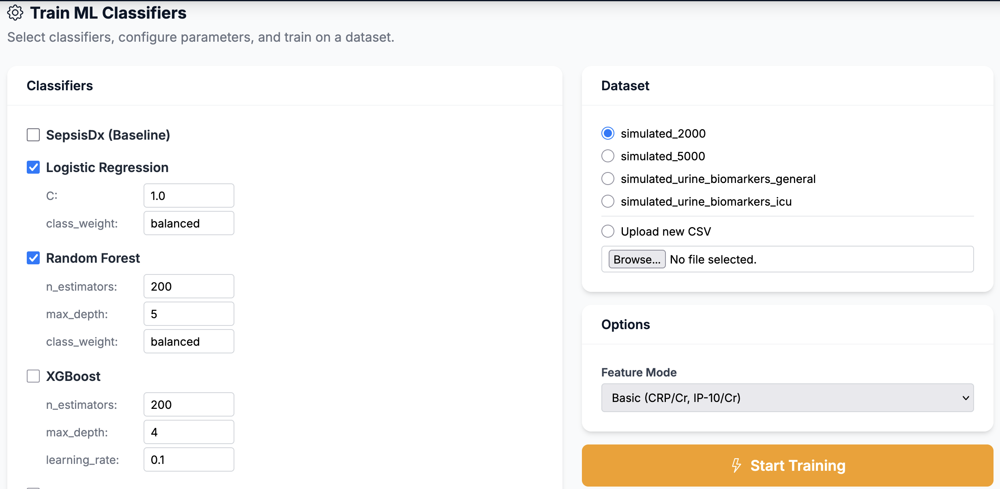 Train ML Classifiers
Select classifiers, configure parameters, and train on a dataset.
Classifiers
SepsisDx (Baseline)
Logistic Regression
C: 1.0
class_weight: balanced
Random Forest
n_estimators: 200
max_depth: 5
class_weight: balanced
XGBoost
n_estimators: 200
max_depth: 4
learning_rate: 0.1
Dataset
simulated_2000
simulated_5000
simulated_urine_biomarkers_general
simulated_urine_biomarkers_icu
Upload new CSV
Browse... No file selected.
Options
Feature Mode
Basic (CRP/Cr, IP-10/Cr)
Start Training